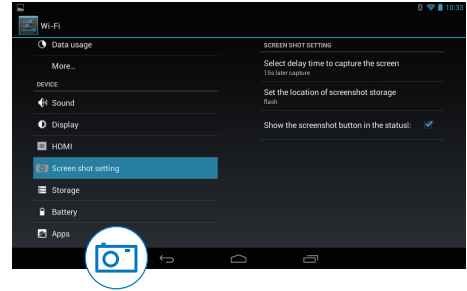 10:33
Wi-Fi
Data usage
More...
DEVICE
Sound
Display
HDMI
Screen shot setting
Storage
Battery
Apps
SCREEN SHOT SETTING
Select delay time to capture the screen
15s later capture
Set the location of screenshot storage
flash
Show the screenshot button in the statusb